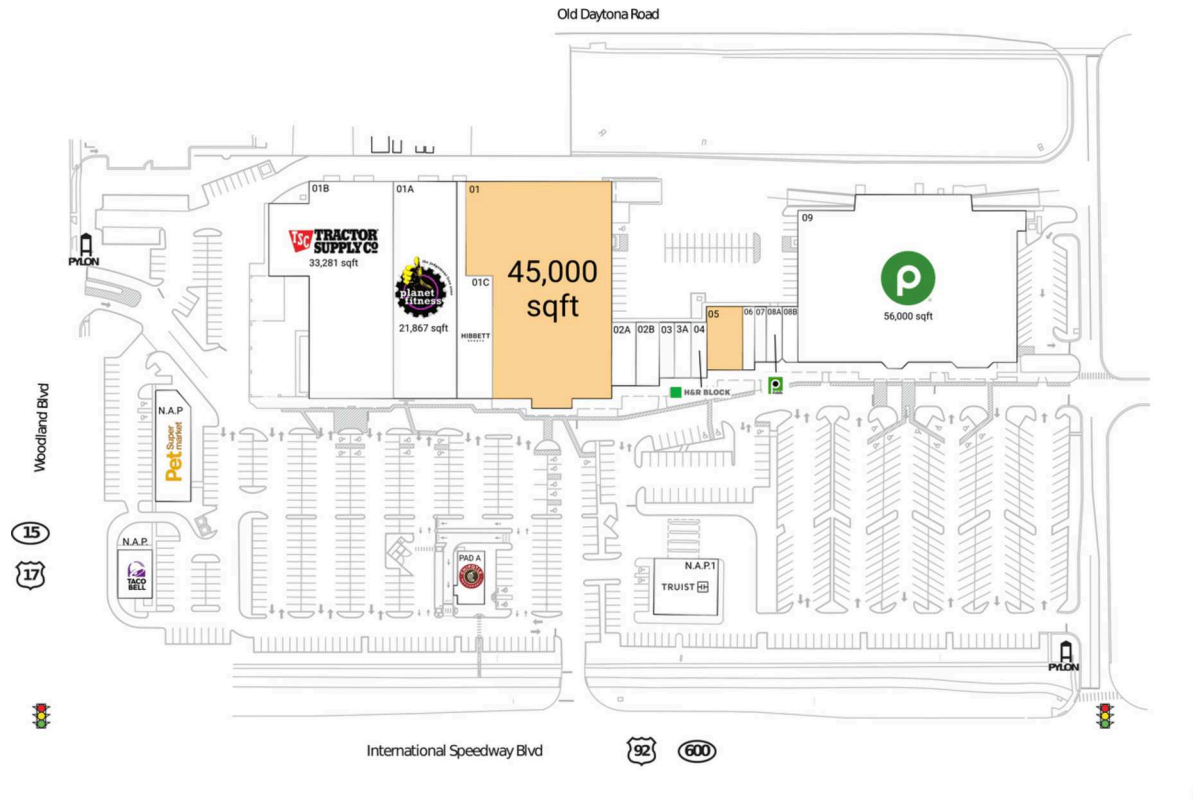 Old Daytona Road
01B
01A
01
09
TSC TRACTOR
SUPPLY CO
33,281 sqft
PYLON
planet
fitness
21,867 sqft
01C
HIBBETT
45,000
sqft
56,000 sqft
02A
02B
03
3A
04
05
06
07
08A
08B
H&R BLOCK
Woodland Blvd
N.A.P
Pet Super
market
15
17
N.A.P.
TACO
BELL
PAD A
N.A.P.1
TRUIST
PYLON
International Speedway Blvd
92
600